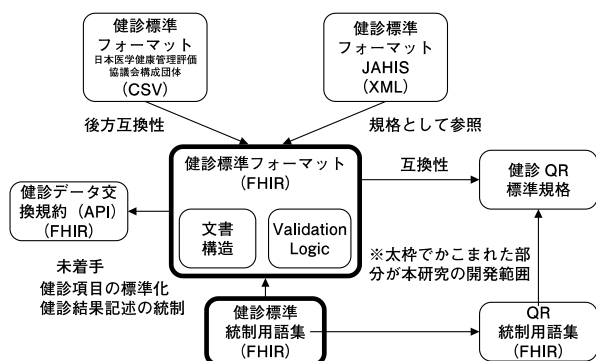 健診標準
フォーマット
日本医学健康管理評価
協議会構成団体
(CSV)
健診標準
フォーマット
JAHIS
(XML)
後方互換性
規格として参照
健診標準フォーマット
(FHIR)
文書
構造
Validation
Logic
互換性
健診 QR
標準規格
健診データ交
換規約（API）
(FHIR)
未着手
健診項目の標準化
健診結果記述の統制
※太枠でかこまれた部
分が本研究の開発範囲
健診標準
統制用語集
(FHIR)
QR
統制用語集
(FHIR)